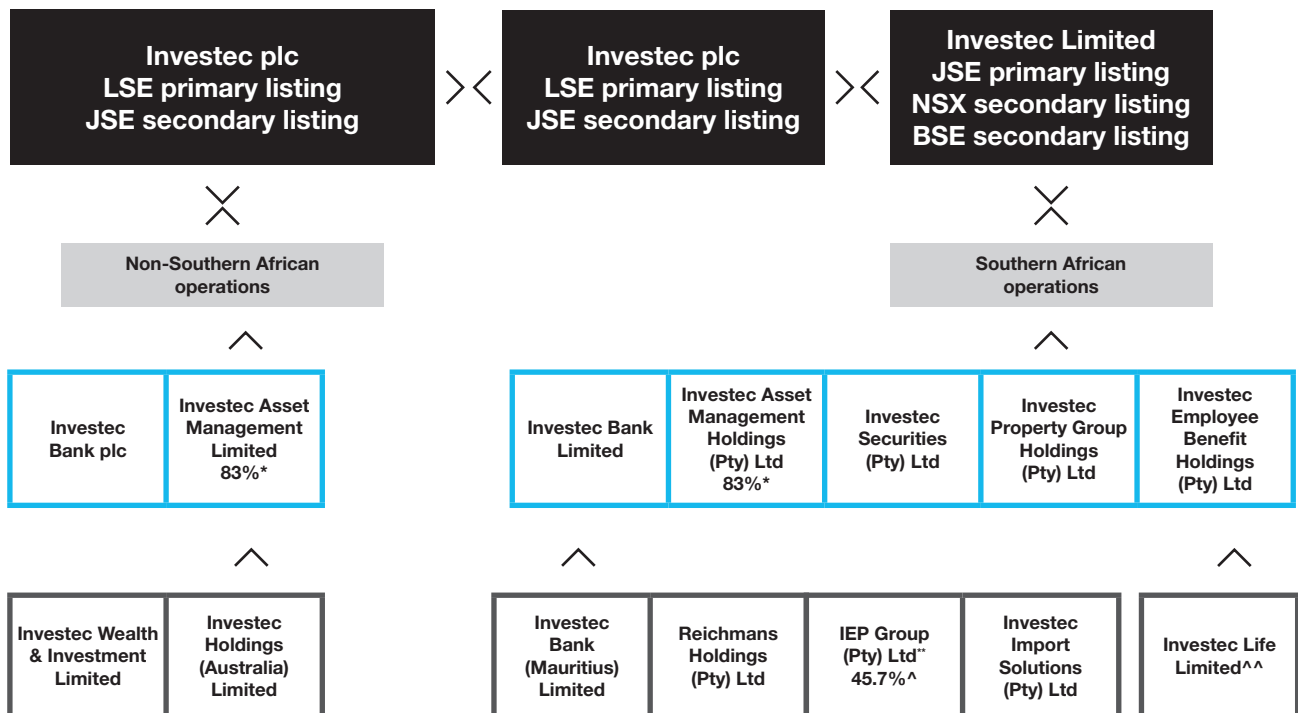 Investec plc
LSE primary listing
JSE secondary listing
Investec plc
LSE primary listing
JSE secondary listing
Investec Limited
JSE primary listing
NSX secondary listing
BSE secondary listing
Non-Southern African
operations
Southern African
operations
Investec
Bank plc
Investec Asset
Management
Limited
83%*
Investec Bank
Limited
Investec Asset
Management
Holdings
(Pty) Ltd
83%*
Investec
Securities
(Pty) Ltd
Investec
Property Group
Holdings
(Pty) Ltd
Investec
Employee
Benefit
Holdings
(Pty) Ltd
Investec Wealth
& Investment
Limited
Investec
Holdings
(Australia)
Limited
Investec
Bank
(Mauritius)
Limited
Reichmans
Holdings
(Pty) Ltd
IEP Group
(Pty) Ltd**
45.7%^
Investec
Import
Solutions
(Pty) Ltd
Investec Life
Limited^^